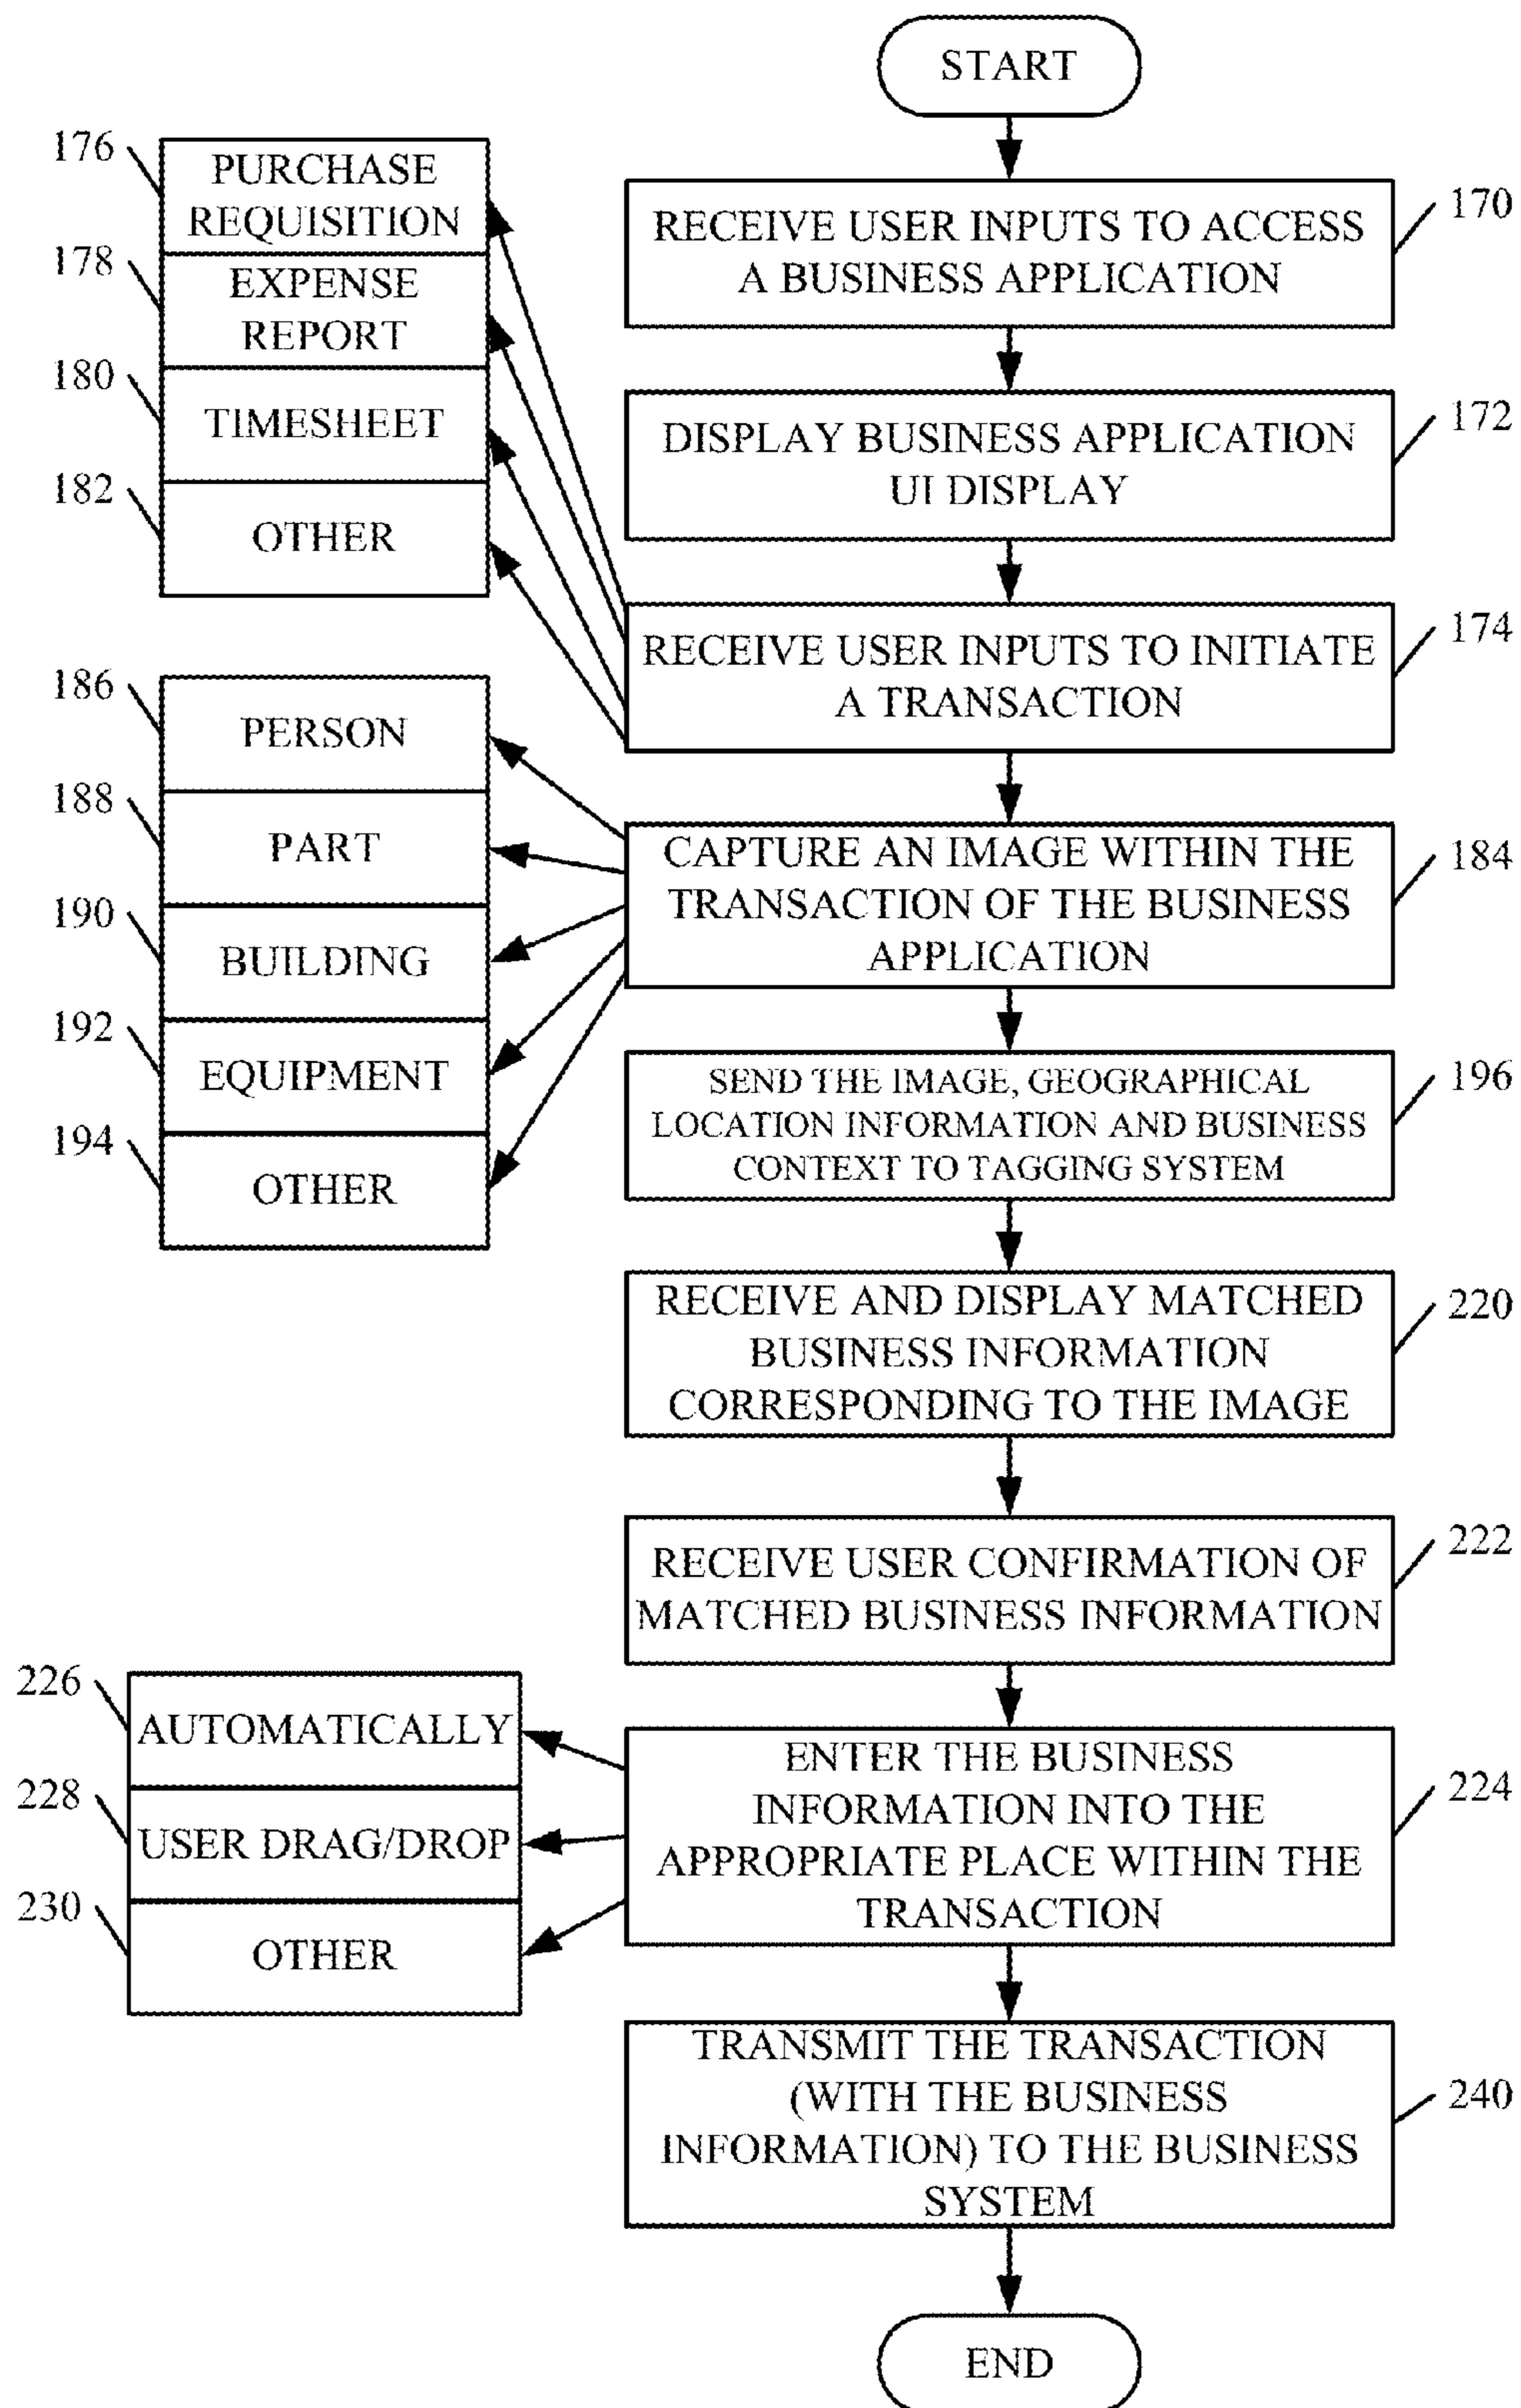 START
170
RECEIVE USER INPUTS TO ACCESS
A BUSINESS APPLICATION
172
DISPLAY BUSINESS APPLICATION
UI DISPLAY
174
RECEIVE USER INPUTS TO INITIATE
A TRANSACTION
176
PURCHASE
REQUISITION
178
EXPENSE
REPORT
180
TIMESHEET
182
OTHER
184
CAPTURE AN IMAGE WITHIN THE
TRANSACTION OF THE BUSINESS
APPLICATION
186
PERSON
188
PART
190
BUILDING
192
EQUIPMENT
194
OTHER
196
SEND THE IMAGE, GEOGRAPHICAL
LOCATION INFORMATION AND BUSINESS
CONTEXT TO TAGGING SYSTEM
220
RECEIVE AND DISPLAY MATCHED
BUSINESS INFORMATION
CORRESPONDING TO THE IMAGE
222
RECEIVE USER CONFIRMATION OF
MATCHED BUSINESS INFORMATION
224
ENTER THE BUSINESS
INFORMATION INTO THE
APPROPRIATE PLACE WITHIN THE
TRANSACTION
226
AUTOMATICALLY
228
USER DRAG/DROP
230
OTHER
240
TRANSMIT THE TRANSACTION
(WITH THE BUSINESS
INFORMATION) TO THE BUSINESS
SYSTEM
END